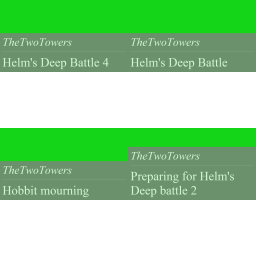 TheTwoTowers
Helm's Deep Battle 4
TheTwoTowers
Helm's Deep Battle
TheTwoTowers
Hobbit mourning
TheTwoTowers
Preparing for Helm's
Deep battle 2